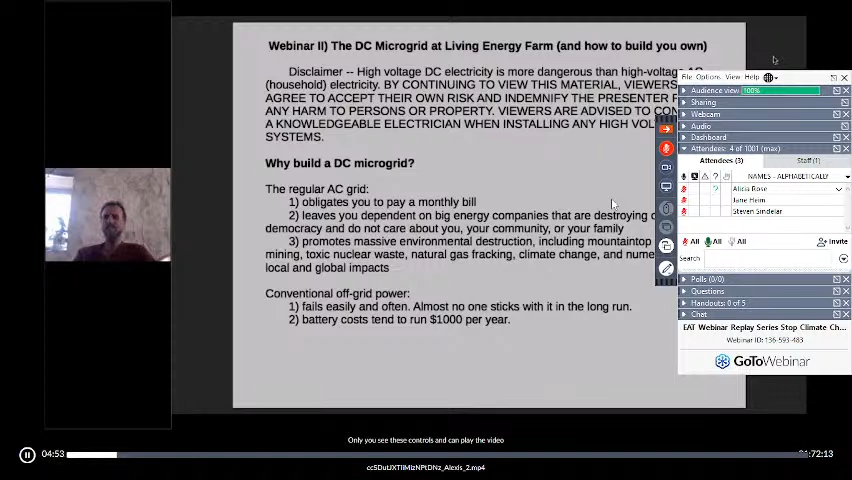 Webinar II) The DC Microgrid at Living Energy Farm (and how to build you own)
Disclaimer -- High voltage DC electricity is more dangerous than high-voltage AC
(household) electricity. BY CONTINUING TO VIEW THIS MATERIAL, VIEWERS
AGREE TO ACCEPT THEIR OWN RISK AND INDEMNIFY THE PRESENTER
ANY HARM TO PERSONS OR PROPERTY. VIEWERS ARE ADVISED TO
A KNOWLEDGEABLE ELECTRICIAN WHEN INSTALLING ANY HIGH
SYSTEMS.
Why build a DC microgrid?
The regular AC grid:
1) obligates you to pay a monthly bill
2) leaves you dependent on big energy companies that are destroying
democracy and do not care about you, your community, or your family
3) promotes massive environmental destruction, including mountaintop
mining, toxic nuclear waste, natural gas fracking, climate change, and
local and global impacts
Conventional off-grid power:
1) fails easily and often. Almost no one sticks with it in the long run.
2) battery costs tend to run $1000 per year.
File Options View Help
Audience view 100%
Sharing
Webcam
Audio
Dashboard
Attendees: 4 of 1001 (max)
Attendees (3) Staff (1)
NAMES - ALPHABETICALLY
? Alicia Rose
Jane Heim
Steven Sindelar
All All All Invite
Search
Polls (0/0)
Questions
Handouts: 0 of 5
Chat
EAT Webinar Replay Series Stop Climate Ch...
Webinar ID: 136-593-483
GoToWebinar
Only you see these controls and can play the video
04:53
72:13